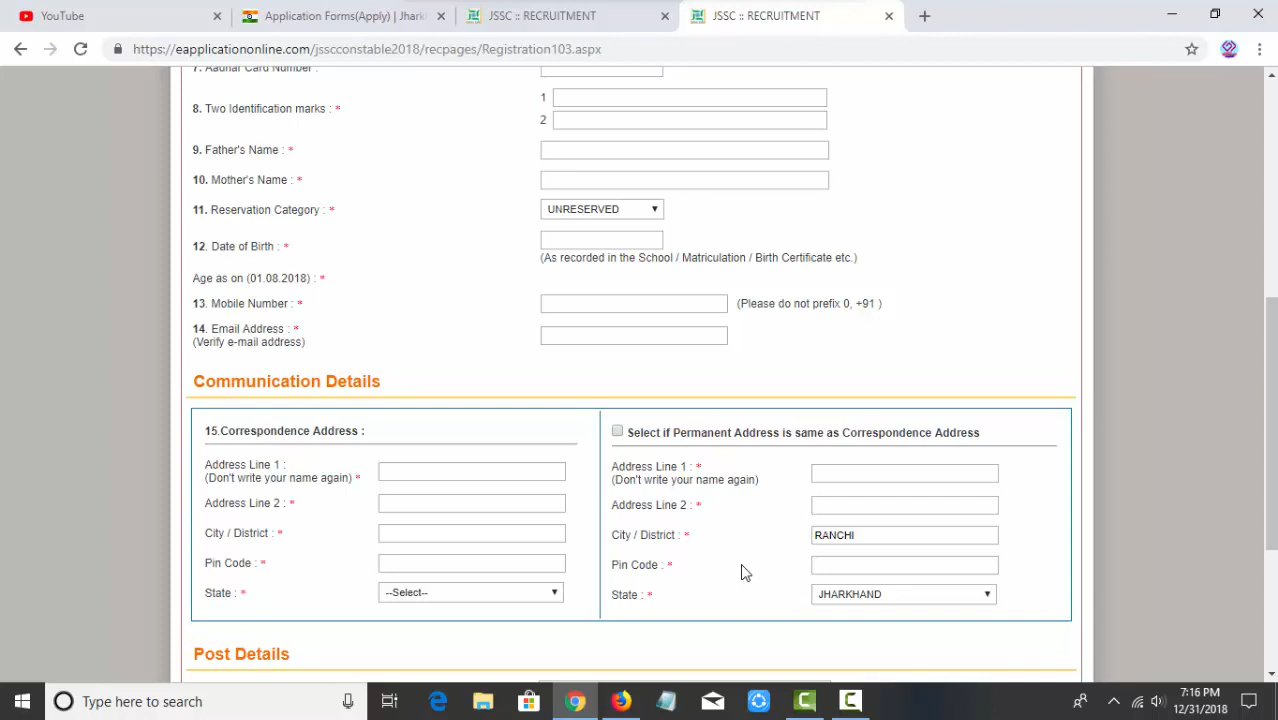 YouTube
Application Forms(Apply) | Jhark
JSSC :: RECRUITMENT
JSSC :: RECRUITMENT
https://eapplicationonline.com/jsscconstable2018/recpages/Registration103.aspx
7. Aadhar Card Number :
8. Two Identification marks : *
1
2
9. Father's Name : *
10. Mother's Name : *
11. Reservation Category : *
UNRESERVED
12. Date of Birth : *
(As recorded in the School / Matriculation / Birth Certificate etc.)
Age as on (01.08.2018) : *
13. Mobile Number : *
(Please do not prefix 0, +91 )
14. Email Address : *
(Verify e-mail address)
Communication Details
15.Correspondence Address :
Address Line 1 :
(Don't write your name again) *
Address Line 2 : *
City / District : *
Pin Code : *
State : *
--Select--
Select if Permanent Address is same as Correspondence Address
Address Line 1 : *
(Don't write your name again)
Address Line 2 : *
City / District : *
RANCHI
Pin Code : *
State : *
JHARKHAND
Post Details
Type here to search
7:16 PM
12/31/2018